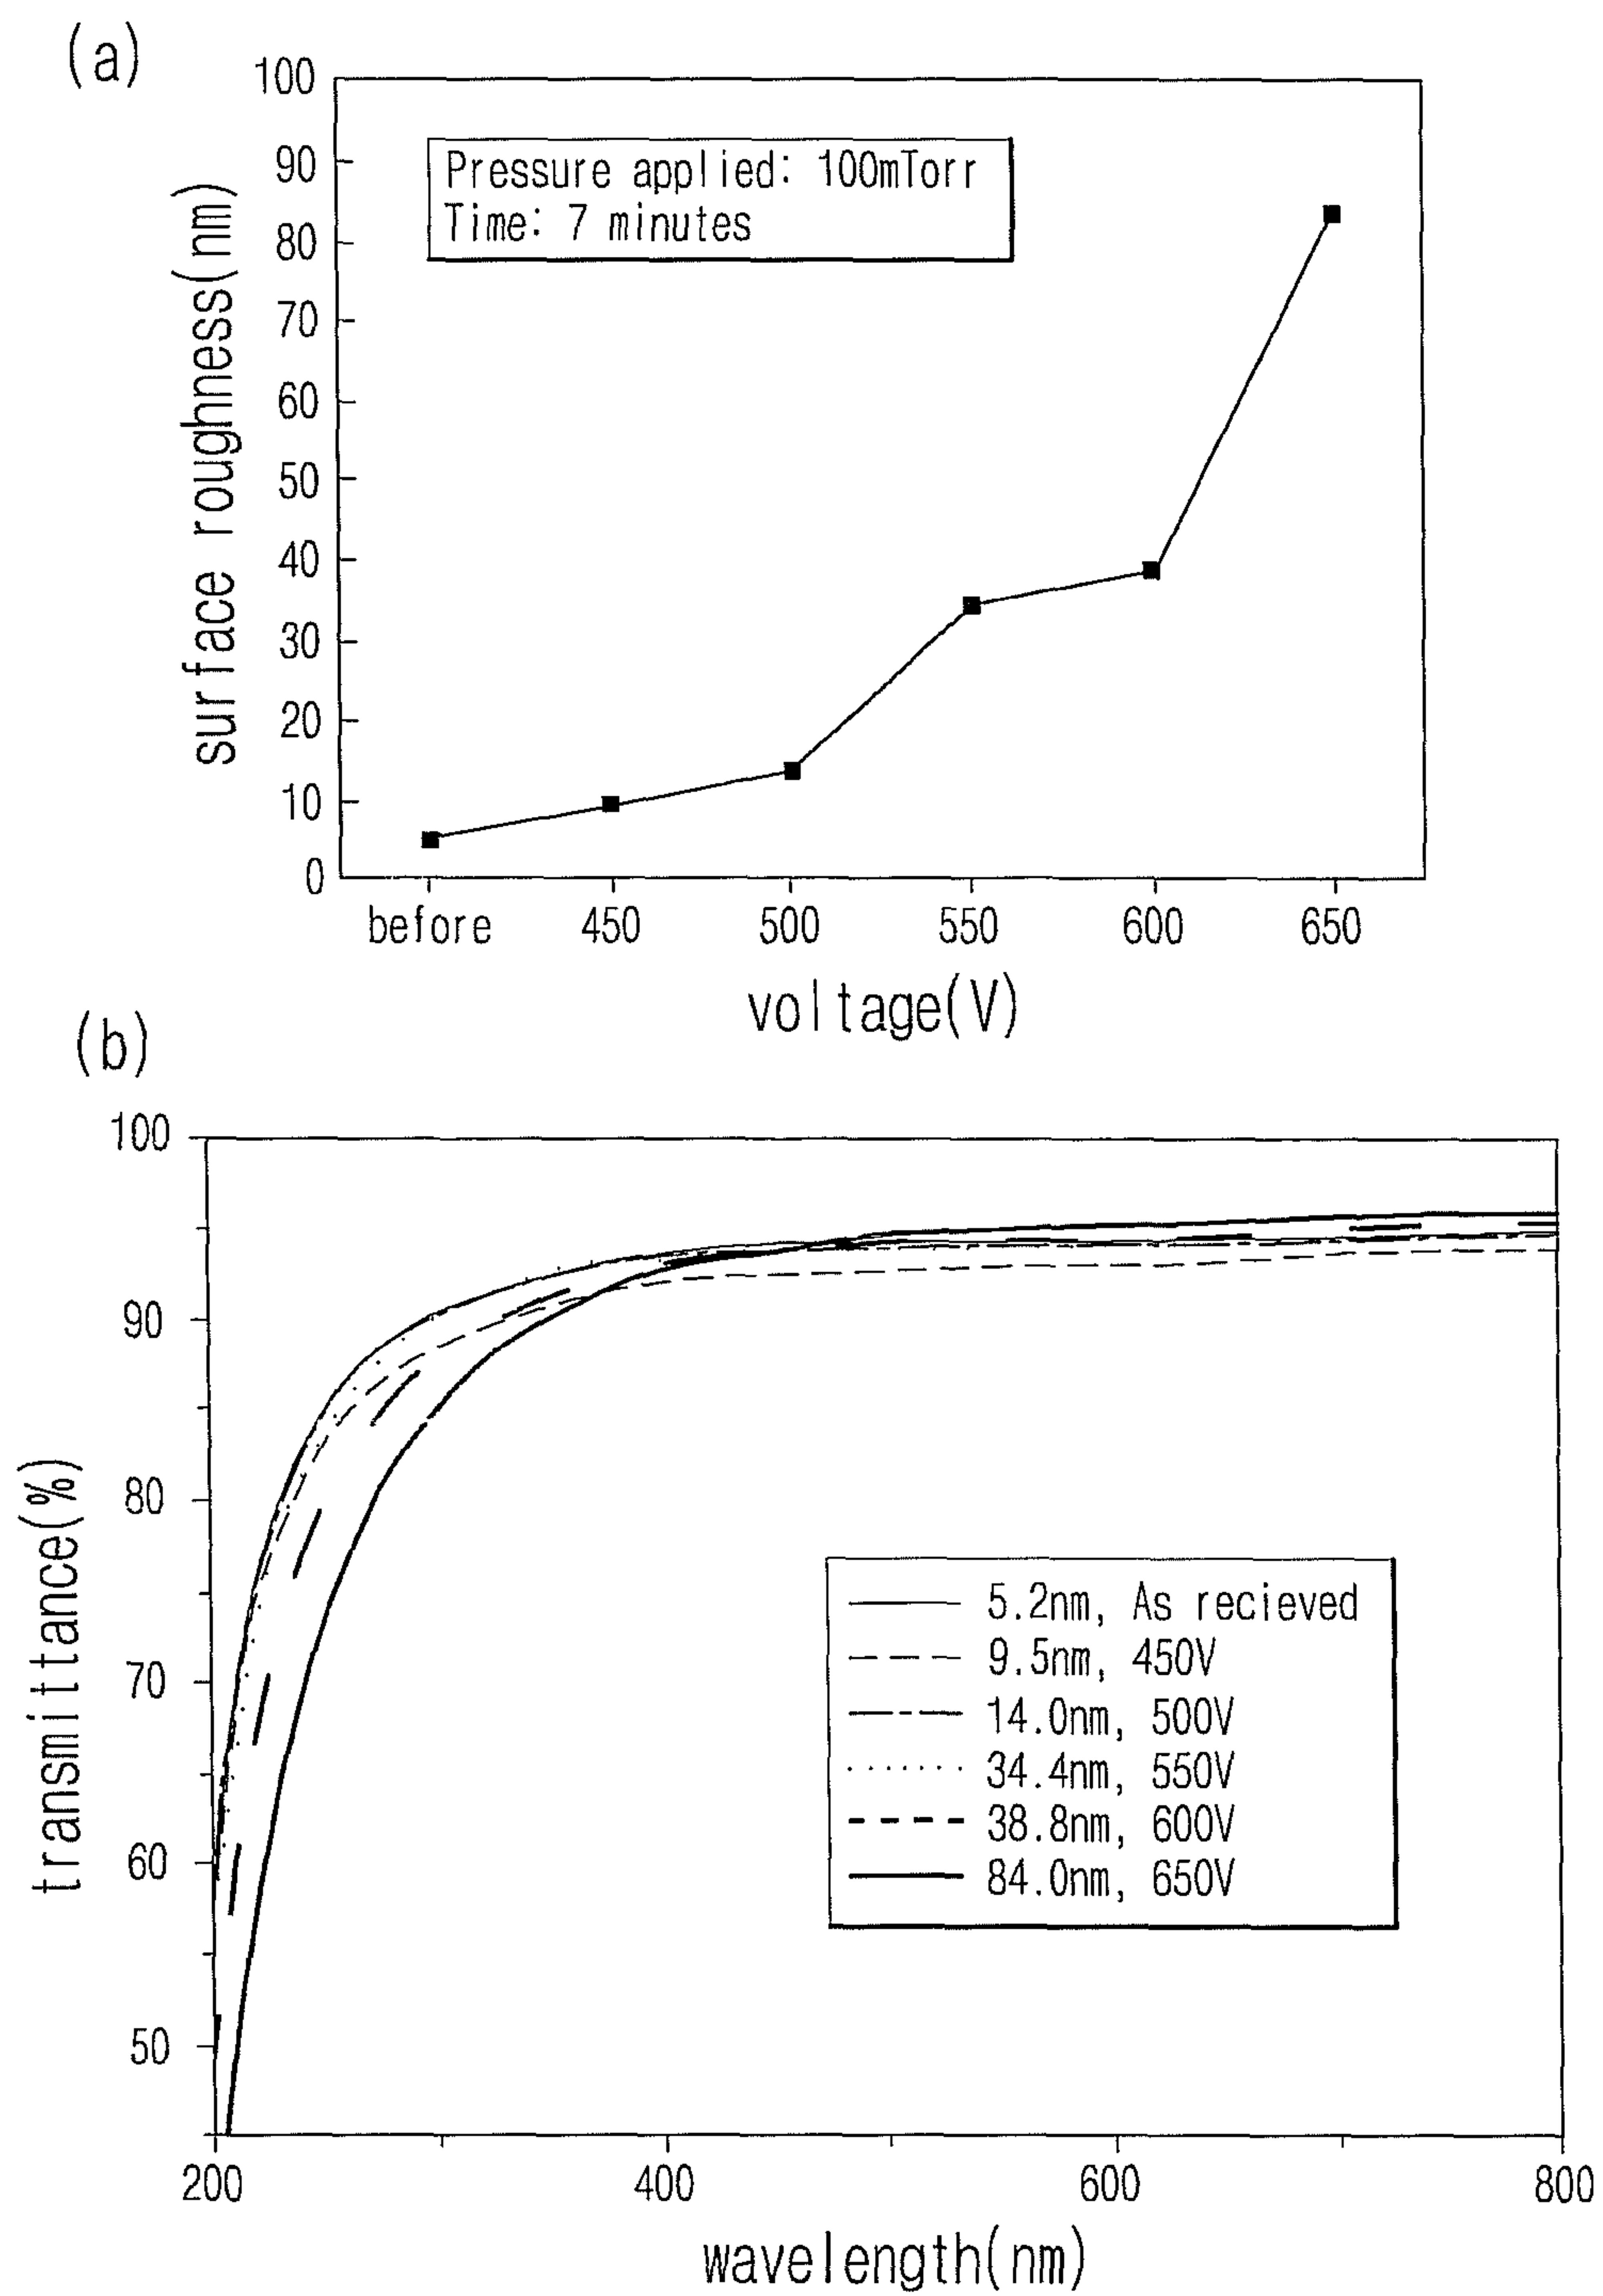 (a)
100
90
80
70
60
50
40
30
20
10
0
surface roughness(nm)
Pressure applied: 100mTorr
Time: 7 minutes
before 450 500 550 600 650
voltage(V)
(b)
100
90
80
70
60
50
transmittance(%)
5.2nm, As recieved
9.5nm, 450V
14.0nm, 500V
34.4nm, 550V
38.8nm, 600V
84.0nm, 650V
200 400 600 800
wavelength(nm)